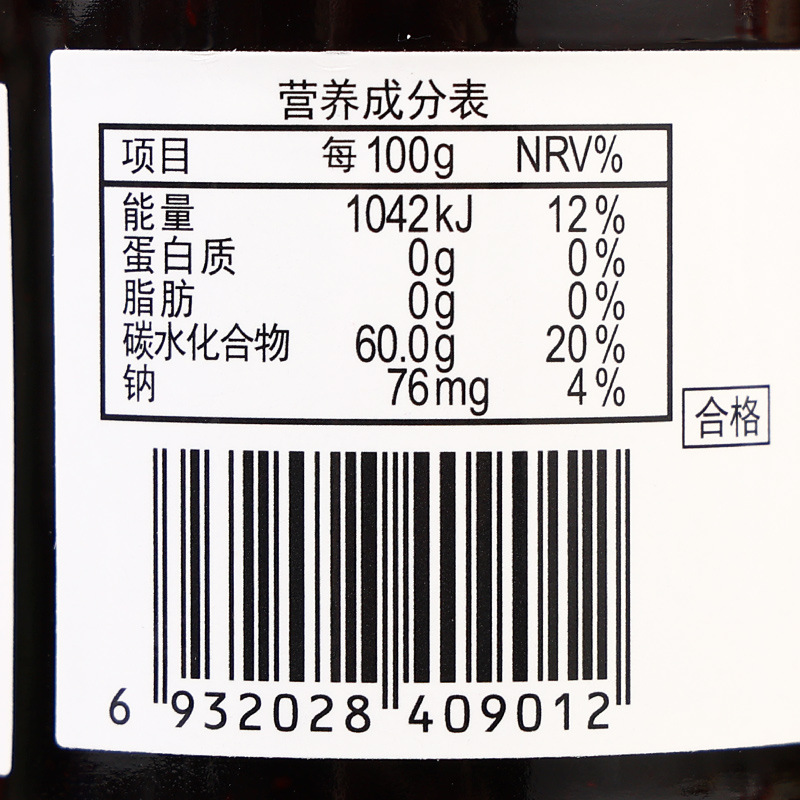 营养成分表
项目 每100g NRV%
能量 1042kJ 12%
蛋白质 0g 0%
脂肪 0g 0%
碳水化合物 60.0g 20%
钠 76mg 4%
合格
6 932028 409012